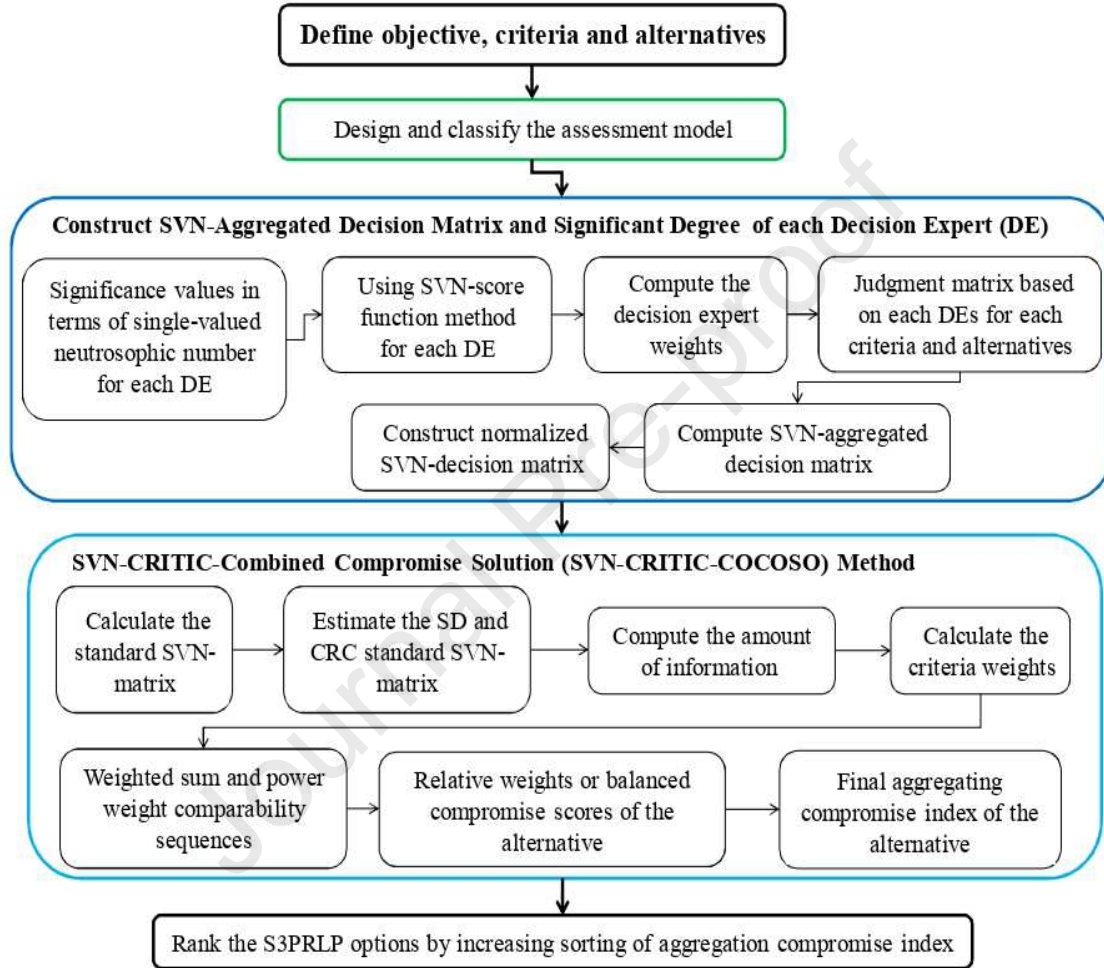 Define objective, criteria and alternatives
Design and classify the assessment model
Construct SVN-Aggregated Decision Matrix and Significant Degree of each Decision Expert (DE)
Significance values in
terms of single-valued
neutrosophic number
for each DE
Using SVN-score
function method
for each DE
Compute the
decision expert
weights
Judgment matrix based
on each DEs for each
criteria and alternatives
Construct normalized
SVN-decision matrix
Compute SVN-aggregated
decision matrix
SVN-CRITIC-Combined Compromise Solution (SVN-CRITIC-COCOSO) Method
Calculate the
standard SVN-
matrix
Estimate the SD and
CRC standard SVN-
matrix
Compute the amount
of information
Calculate the
criteria weights
Weighted sum and power
weight comparability
sequences
Relative weights or balanced
compromise scores of the
alternative
Final aggregating
compromise index of the
alternative
Rank the S3PRLP options by increasing sorting of aggregation compromise index
Journal Pre-proof